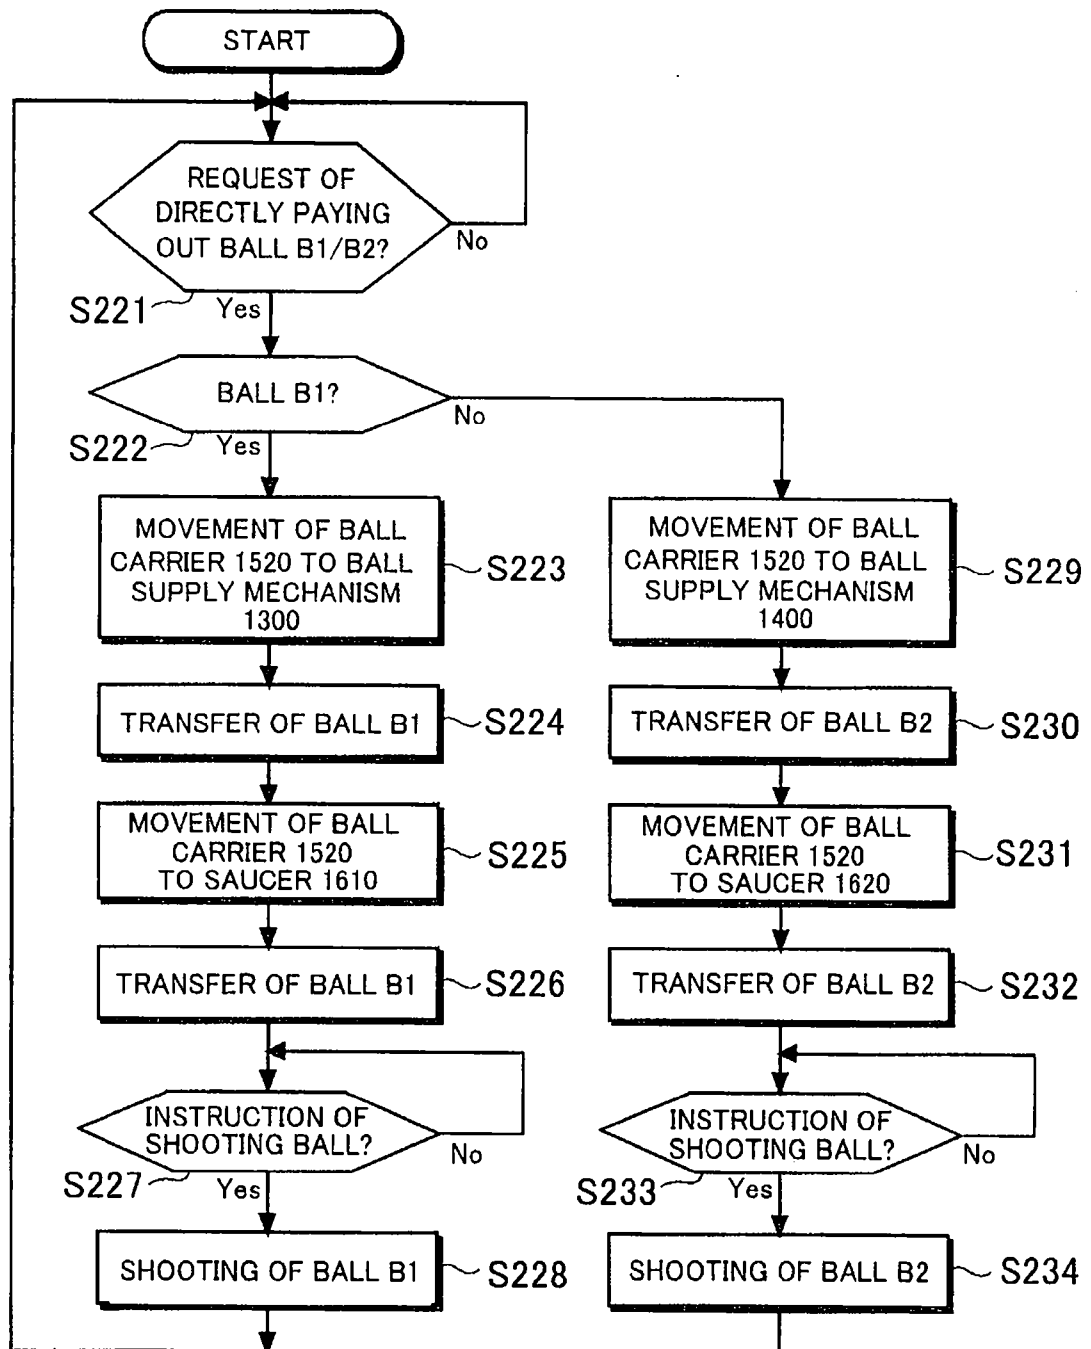 START
REQUEST OF
DIRECTLY PAYING
OUT BALL B1/B2?
No
S221
Yes
BALL B1?
No
S222
Yes
MOVEMENT OF BALL
CARRIER 1520 TO BALL
SUPPLY MECHANISM
1300
S223
MOVEMENT OF BALL
CARRIER 1520 TO BALL
SUPPLY MECHANISM
1400
S229
TRANSFER OF BALL B1
S224
TRANSFER OF BALL B2
S230
MOVEMENT OF BALL
CARRIER 1520
TO SAUCER 1610
S225
MOVEMENT OF BALL
CARRIER 1520
TO SAUCER 1620
S231
TRANSFER OF BALL B1
S226
TRANSFER OF BALL B2
S232
INSTRUCTION OF
SHOOTING BALL?
No
S227
Yes
INSTRUCTION OF
SHOOTING BALL?
No
S233
Yes
SHOOTING OF BALL B1
S228
SHOOTING OF BALL B2
S234